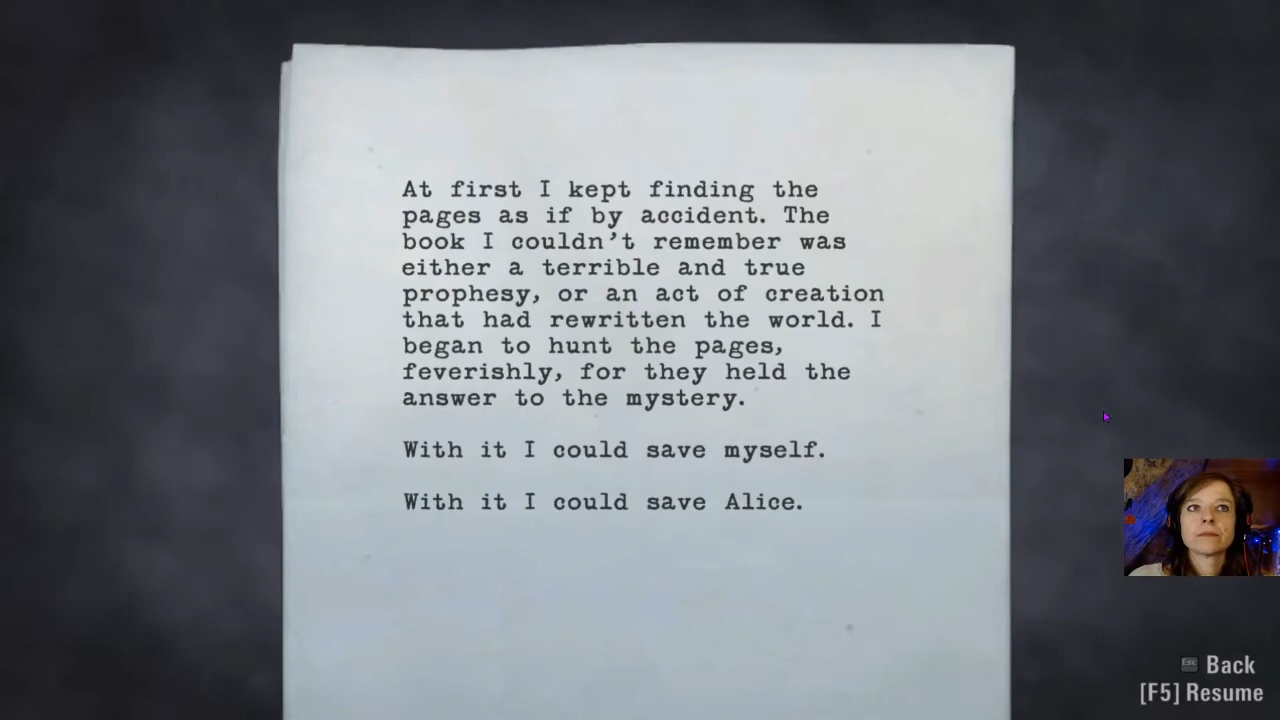 At first I kept finding the
pages as if by accident. The
book I couldn't remember was
either a terrible and true
prophesy, or an act of creation
that had rewritten the world. I
began to hunt the pages,
feverishly, for they held the
answer to the mystery.
With it I could save myself.
With it I could save Alice.
Esc Back
[F5] Resume